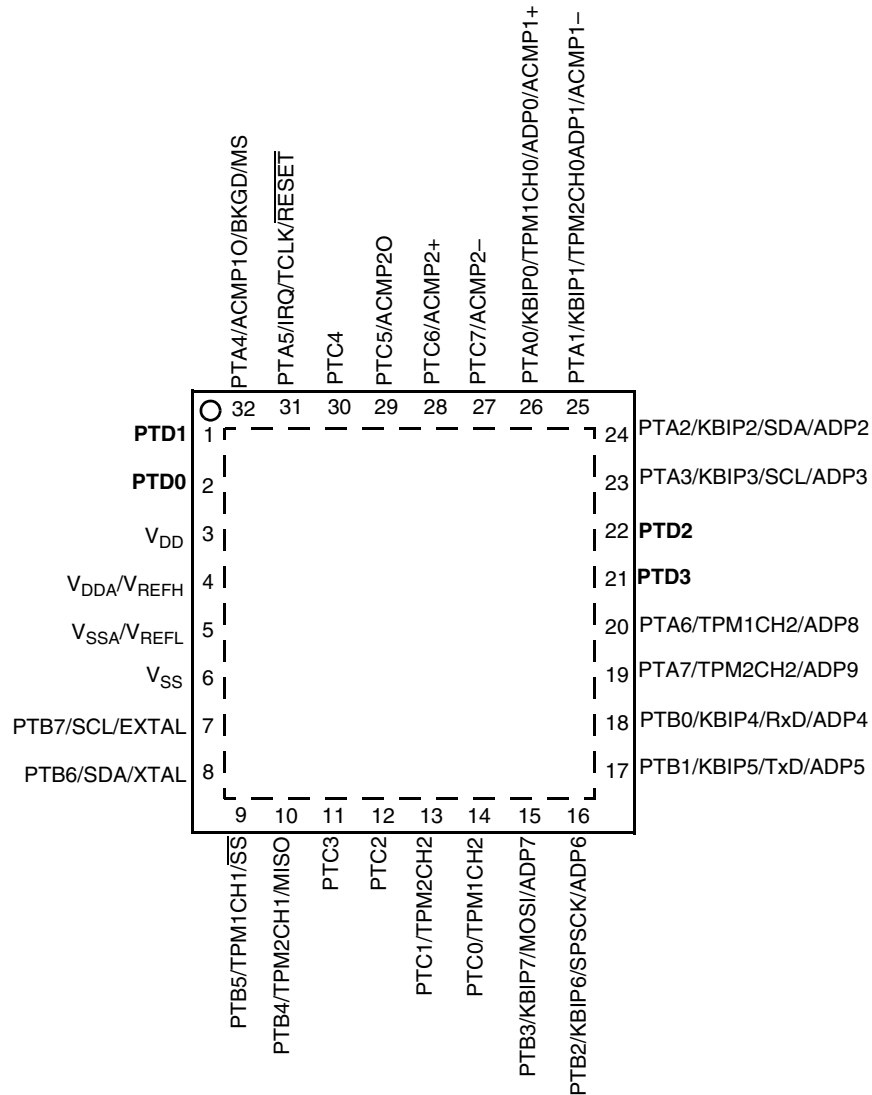 PTA4/ACMP1O/BKGD/MS
PTA5/IRQ/TCLK/RESET
PTC4
PTC5/ACMP2O
PTC6/ACMP2+
PTC7/ACMP2–
PTA0/KBIP0/TPM1CH0/ADP0/ACMP1+
PTA1/KBIP1/TPM2CH0ADP1/ACMP1–
32 31 30 29 28 27 26 25
PTD1 1
PTD0 2
VDD 3
VDDA/VREFH 4
VSSA/VREFL 5
VSS 6
PTB7/SCL/EXTAL 7
PTB6/SDA/XTAL 8
24 PTA2/KBIP2/SDA/ADP2
23 PTA3/KBIP3/SCL/ADP3
22 PTD2
21 PTD3
20 PTA6/TPM1CH2/ADP8
19 PTA7/TPM2CH2/ADP9
18 PTB0/KBIP4/RxD/ADP4
17 PTB1/KBIP5/TxD/ADP5
9 10 11 12 13 14 15 16
PTB5/TPM1CH1/SS
PTB4/TPM2CH1/MISO
PTC3
PTC2
PTC1/TPM2CH2
PTC0/TPM1CH2
PTB3/KBIP7/MOSI/ADP7
PTB2/KBIP6/SPSCK/ADP6